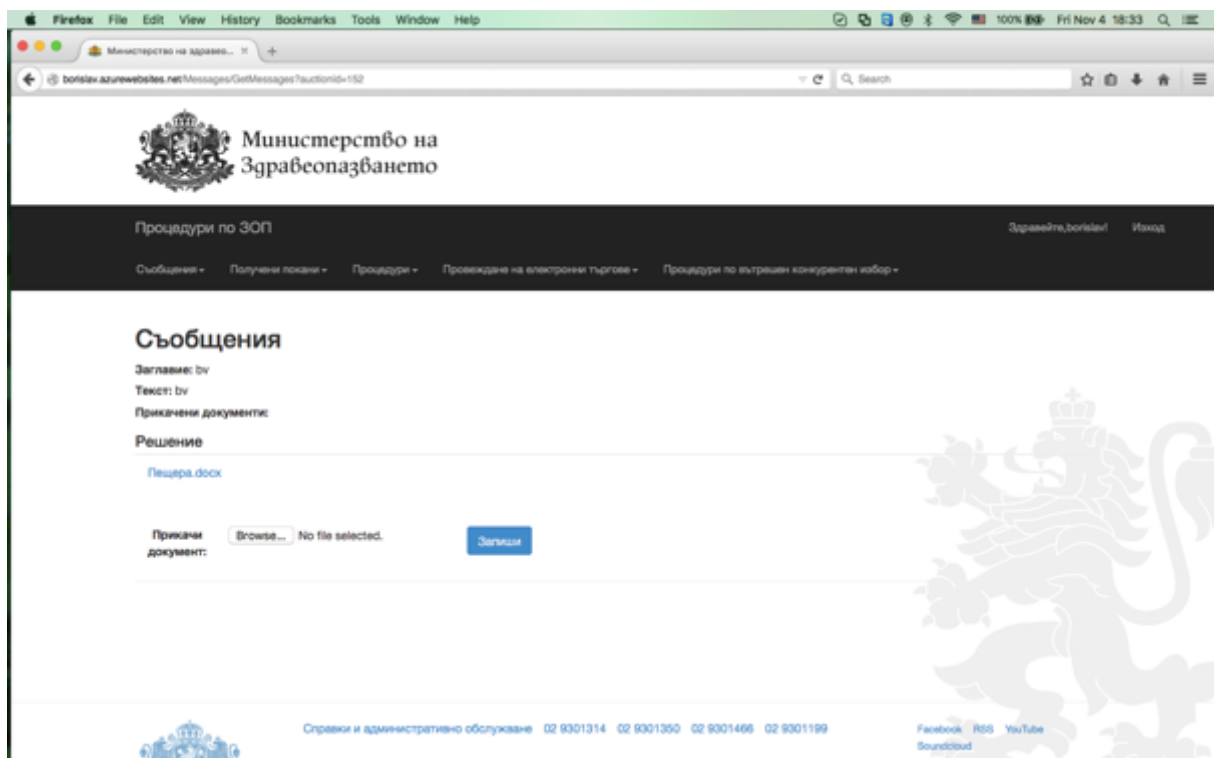 Firefox File Edit View History Bookmarks Tools Window Help 100% Fri Nov 4 18:33
Министерство на здравео... × +
borislav.azurewebsites.net/Messages/GetMessages?auctionid=152 Search
Министерство на
Здравеопазването
Процедури по ЗОП Здравейте,borislav! Изход
Съобщения Получени покани Процедури Провеждане на електронни търгове Процедури по вътрешен конкурентен избор
Съобщения
Заглавие: bv
Текст: bv
Прикачени документи:
Решение
Пещера.docx
Прикачи Browse... No file selected. Запиши
документ:
Справки и административно обслужване 02 9301314 02 9301350 02 9301466 02 9301199 Facebook RSS YouTube
Soundcloud